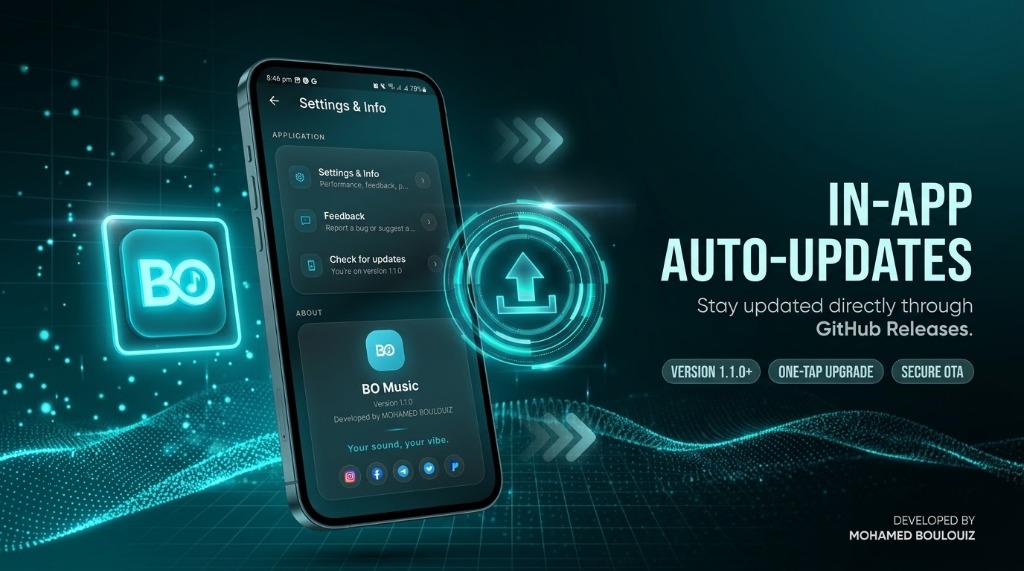 8:46 pm
79%
Settings & Info
APPLICATION
Settings & Info
Performance, feedback, p...
Feedback
Report a bug or suggest a...
Check for updates
You're on version 1.1.0
ABOUT
BO
BO
BO Music
Version 1.1.0
Developed by MOHAMED BOULOUIZ
Your sound, your vibe.
IN-APP
AUTO-UPDATES
Stay updated directly through
GitHub Releases.
VERSION 1.1.0+
ONE-TAP UPGRADE
SECURE OTA
DEVELOPED BY
MOHAMED BOULOUIZ